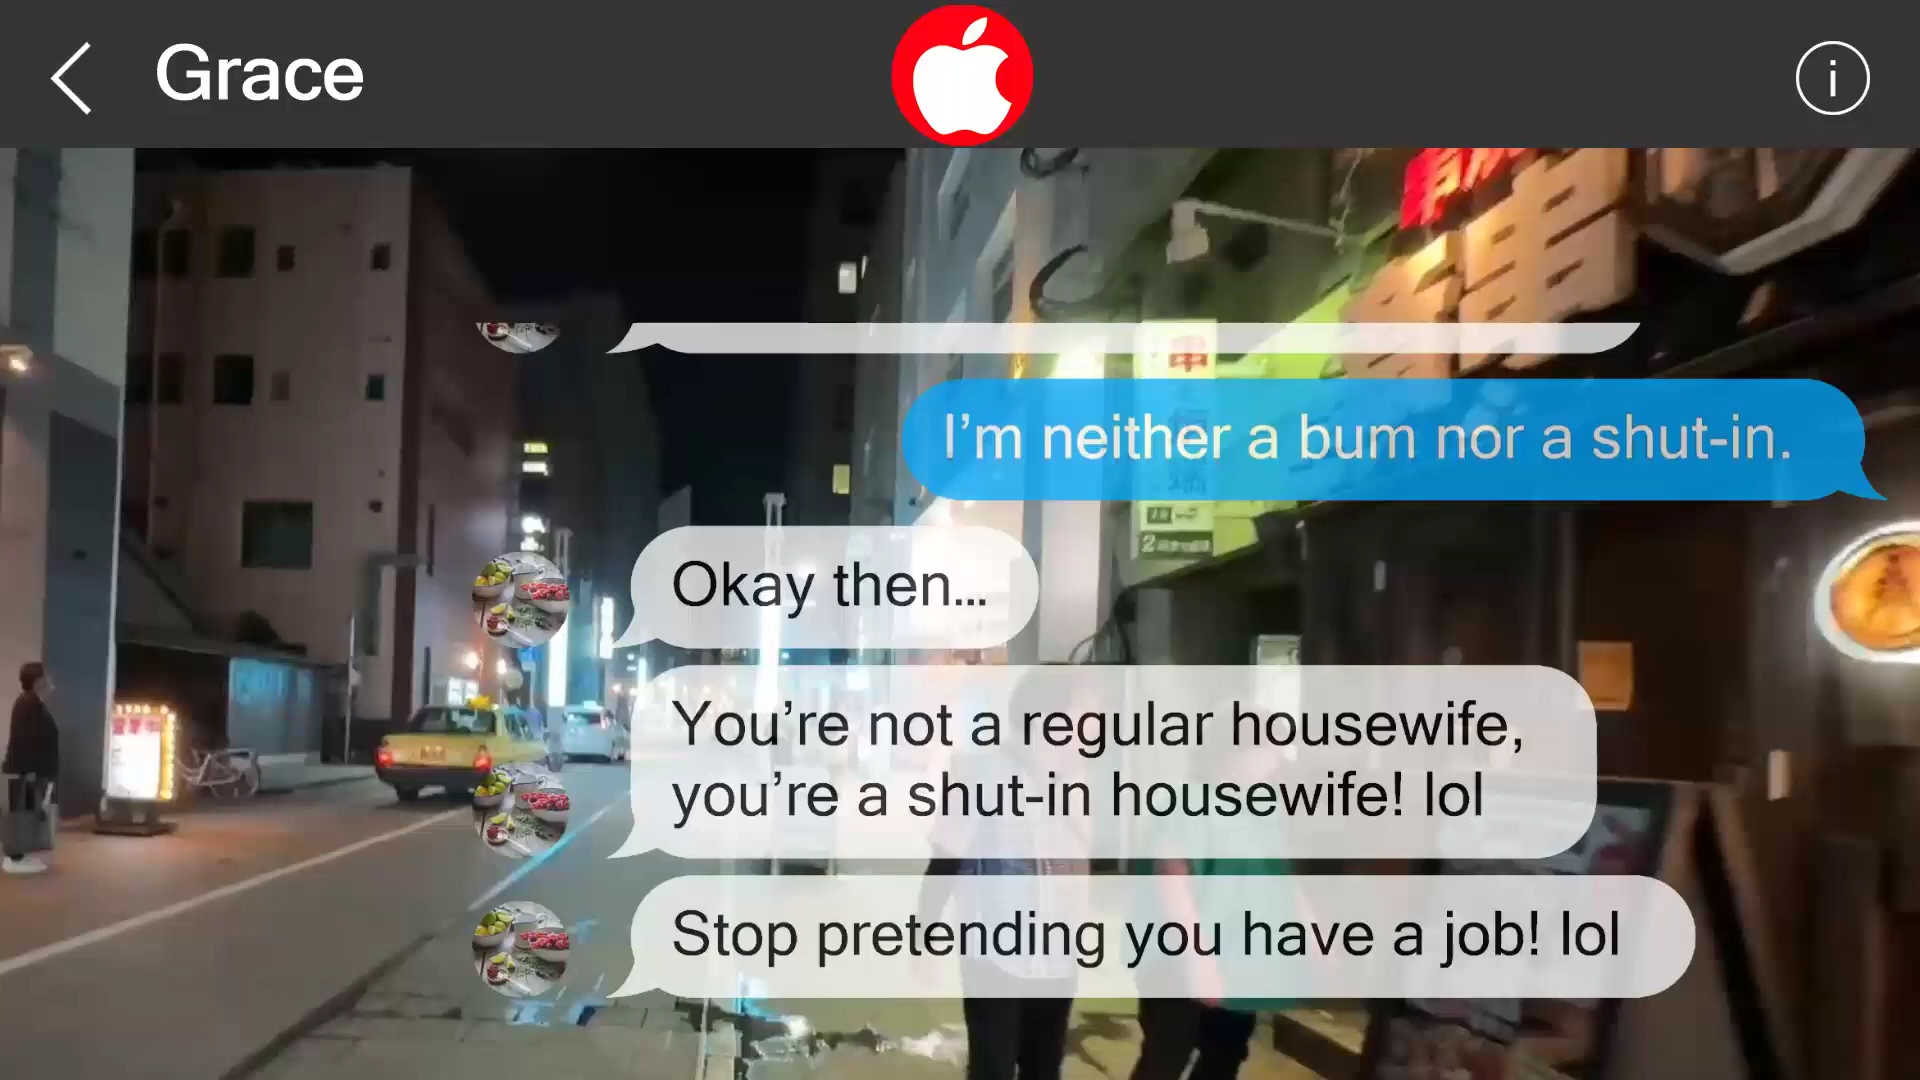 Grace
I’m neither a bum nor a shut-in.
Okay then...
You’re not a regular housewife,
you’re a shut-in housewife! lol
Stop pretending you have a job! lol